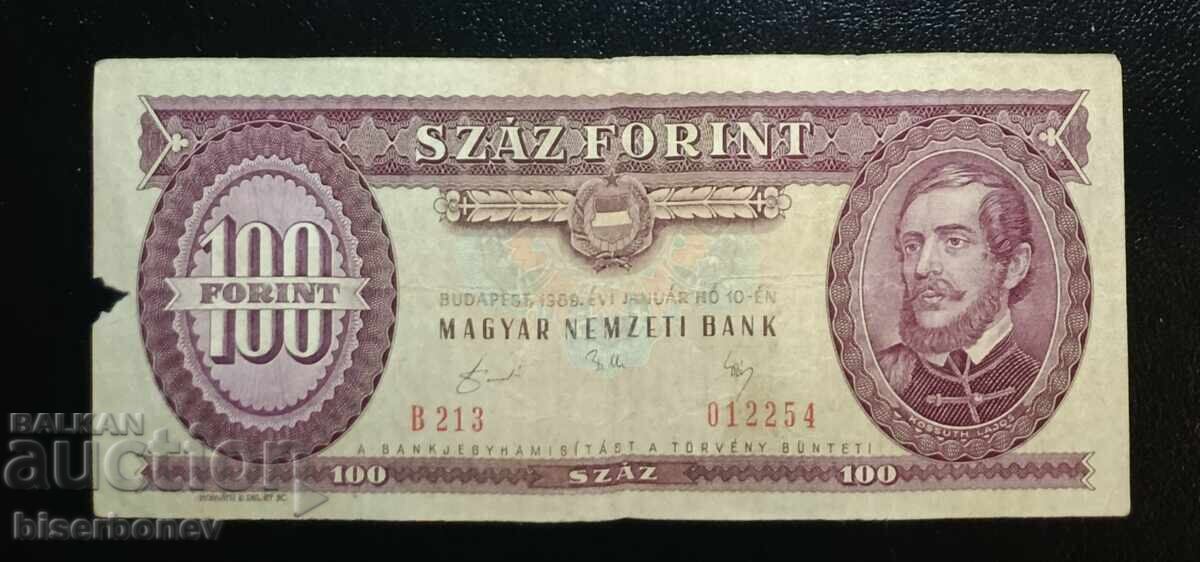 SZÁZ FORINT
100
FORINT
BUDAPEST, 1989. ÉVI JANUÁR HÓ 10-ÉN
MAGYAR NEMZETI BANK
B 213
012254
KOSSUTH LAJOS
A BANKJEGYHAMISÍTÁST A TÖRVÉNY BÜNTETI
100
SZÁZ
100
BALKAN
auction
biserbonev